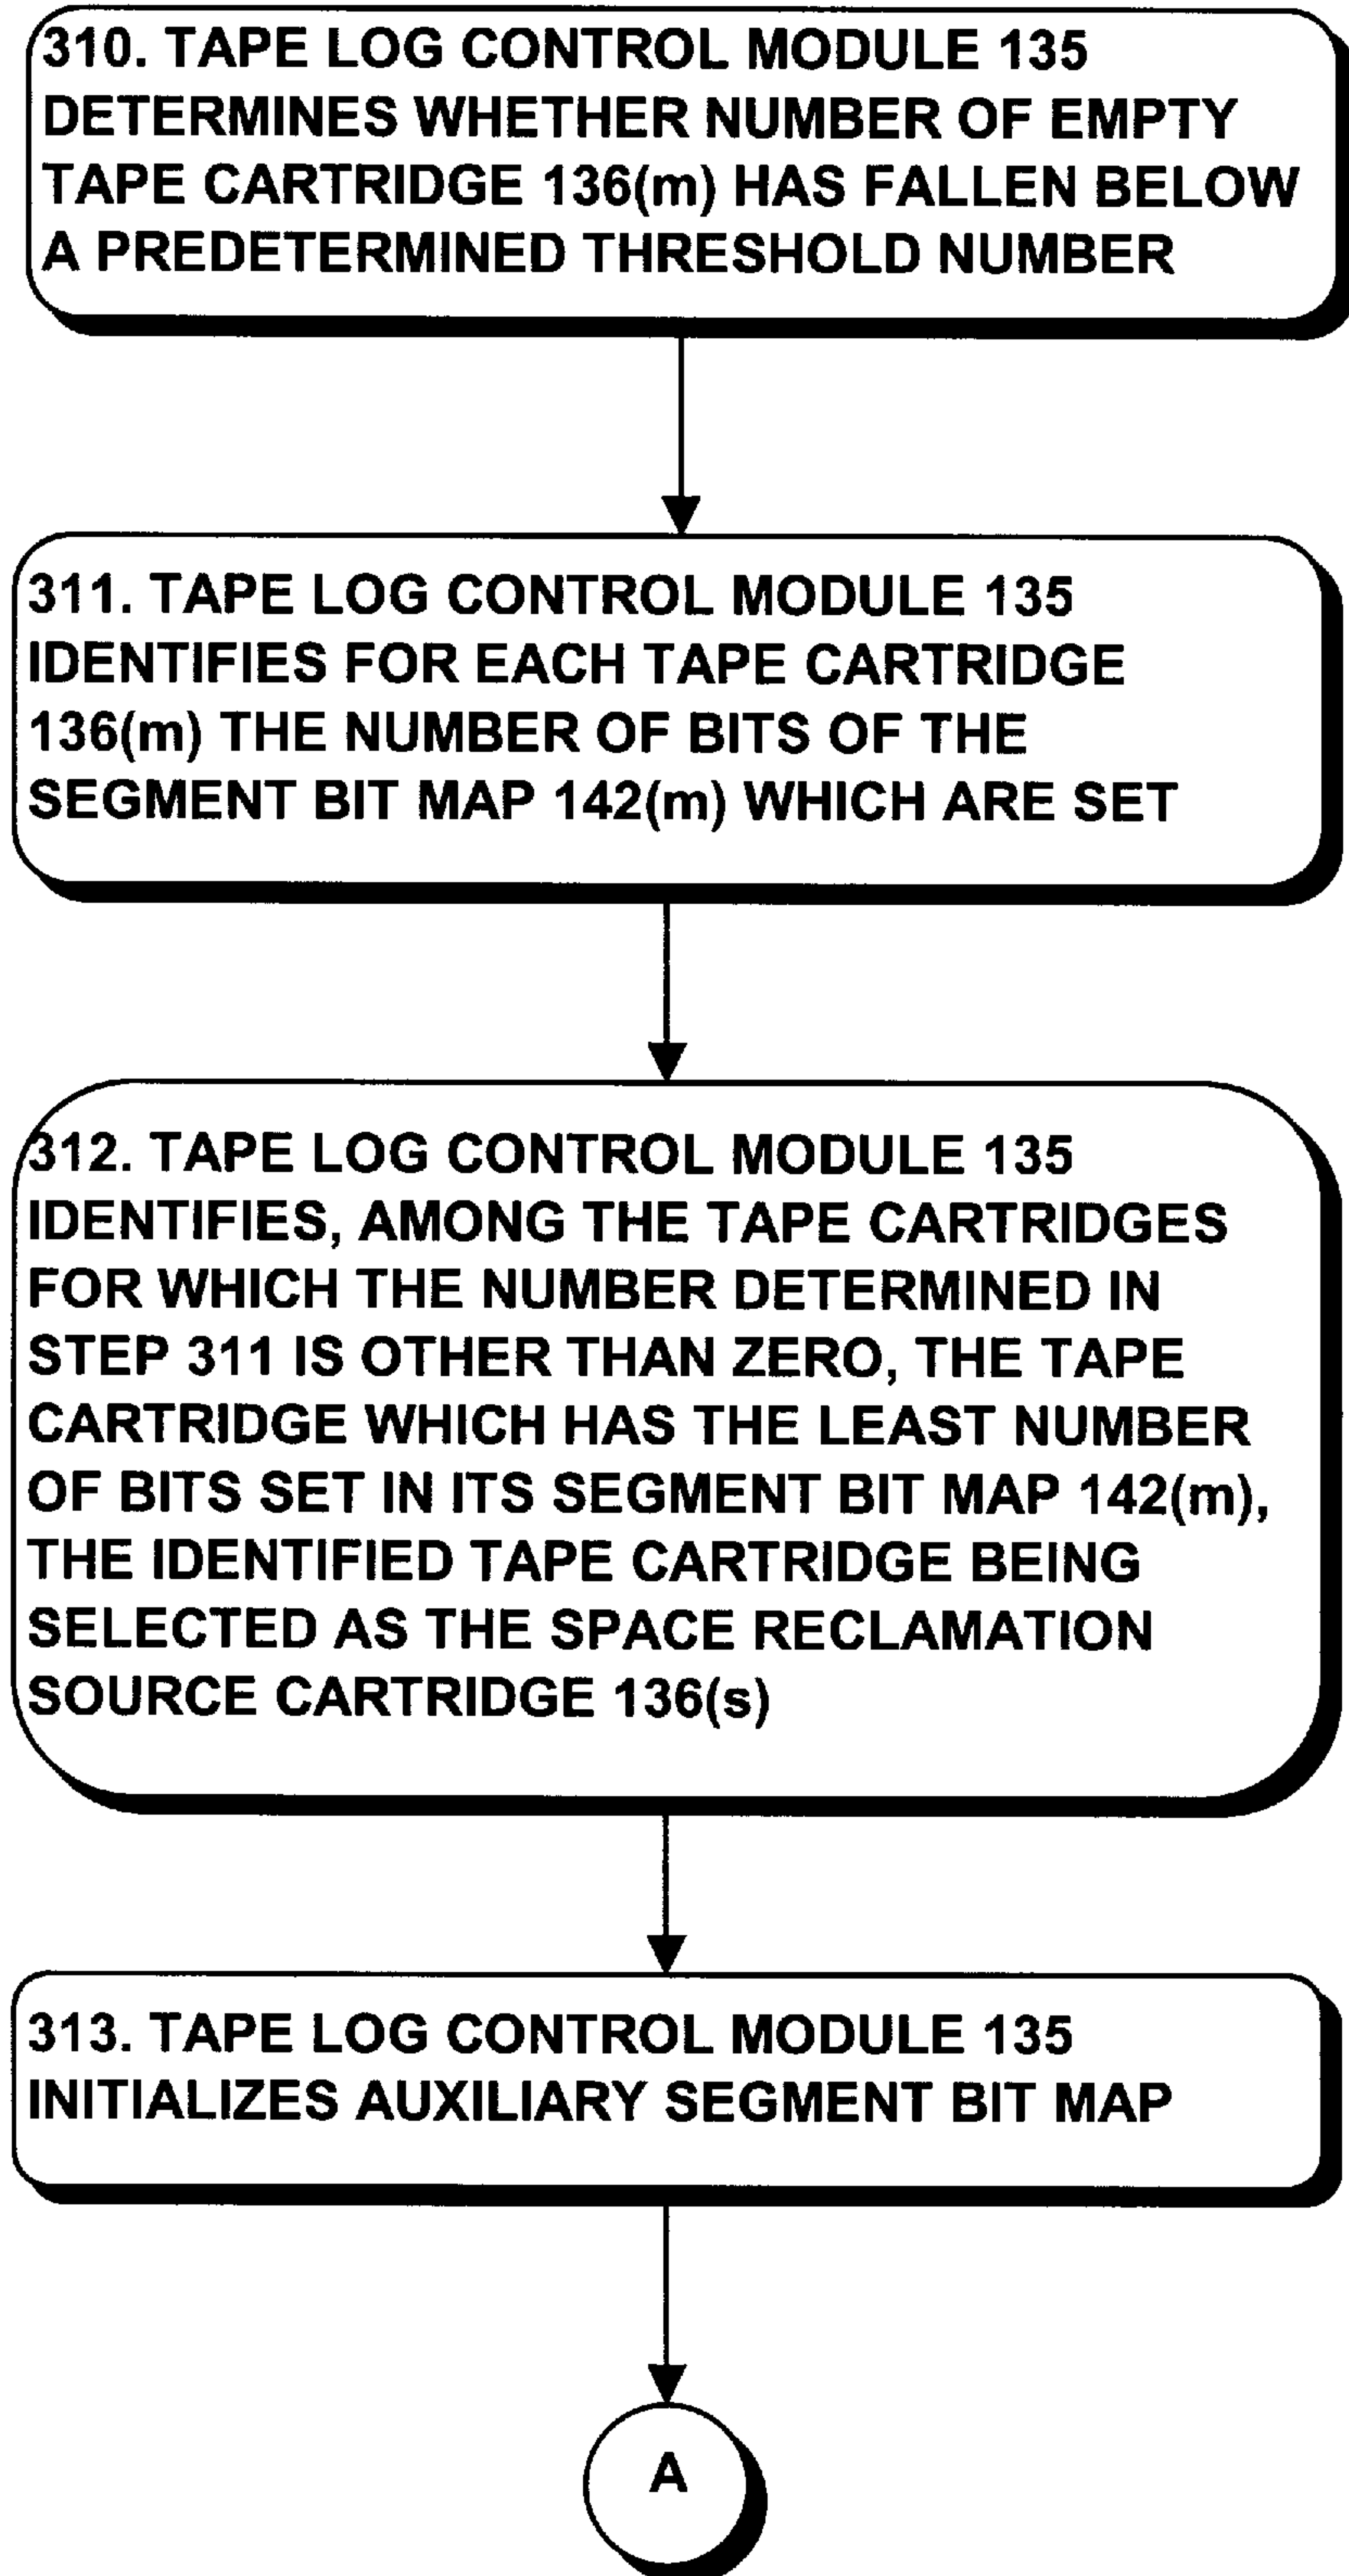 310. TAPE LOG CONTROL MODULE 135
DETERMINES WHETHER NUMBER OF EMPTY
TAPE CARTRIDGE 136(m) HAS FALLEN BELOW
A PREDETERMINED THRESHOLD NUMBER
311. TAPE LOG CONTROL MODULE 135
IDENTIFIES FOR EACH TAPE CARTRIDGE
136(m) THE NUMBER OF BITS OF THE
SEGMENT BIT MAP 142(m) WHICH ARE SET
312. TAPE LOG CONTROL MODULE 135
IDENTIFIES, AMONG THE TAPE CARTRIDGES
FOR WHICH THE NUMBER DETERMINED IN
STEP 311 IS OTHER THAN ZERO, THE TAPE
CARTRIDGE WHICH HAS THE LEAST NUMBER
OF BITS SET IN ITS SEGMENT BIT MAP 142(m),
THE IDENTIFIED TAPE CARTRIDGE BEING
SELECTED AS THE SPACE RECLAMATION
SOURCE CARTRIDGE 136(s)
313. TAPE LOG CONTROL MODULE 135
INITIALIZES AUXILIARY SEGMENT BIT MAP
A